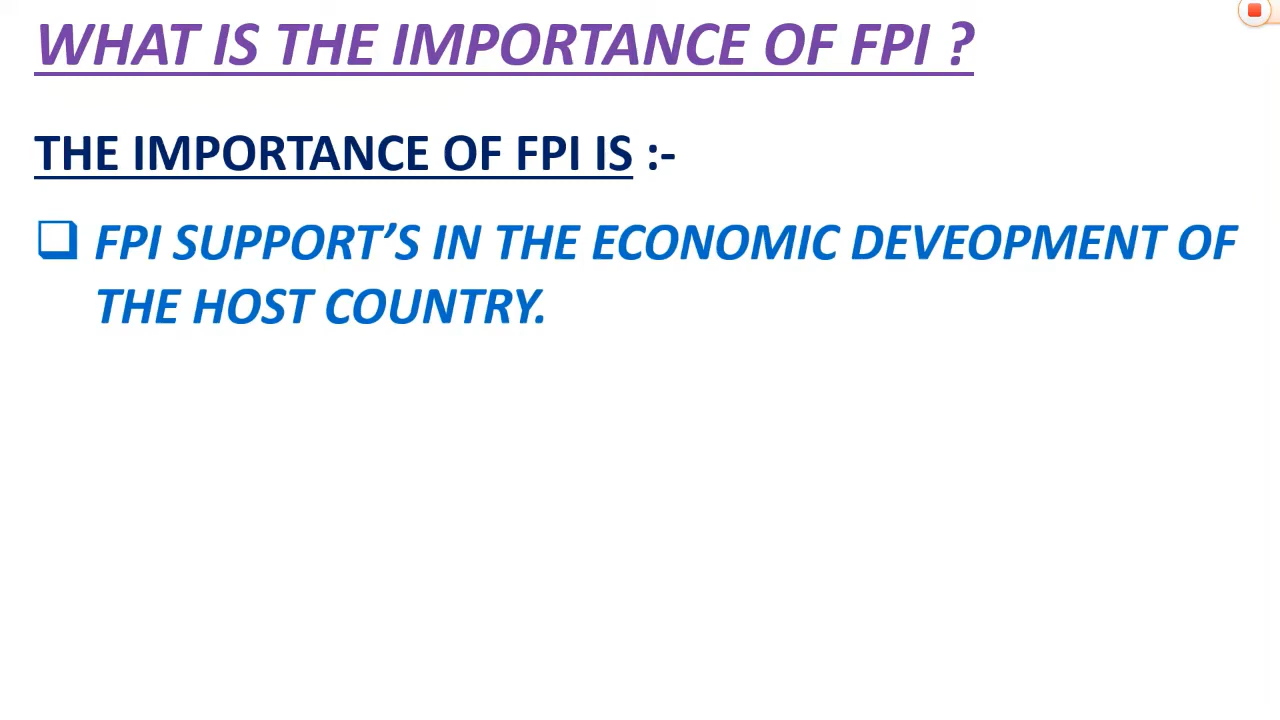 WHAT IS THE IMPORTANCE OF FPI ?
THE IMPORTANCE OF FPI IS :-
FPI SUPPORT’S IN THE ECONOMIC DEVEOPMENT OF
THE HOST COUNTRY.